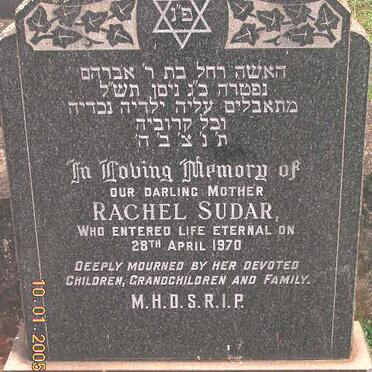 פ״נ
האשה רחל בת ר׳ אברהם
נפטרה כ״ג ניסן תש״ל
מתאבלים עליה ילדיה נכדיה
וכל קרוביה
ת נ צ ב ה
In Loving Memory of
OUR DARLING MOTHER
RACHEL SUDAR,
WHO ENTERED LIFE ETERNAL ON
28TH APRIL 1970
DEEPLY MOURNED BY HER DEVOTED
CHILDREN, GRANDCHILDREN AND FAMILY.
M.H.D.S.R.I.P.
10.01.2005